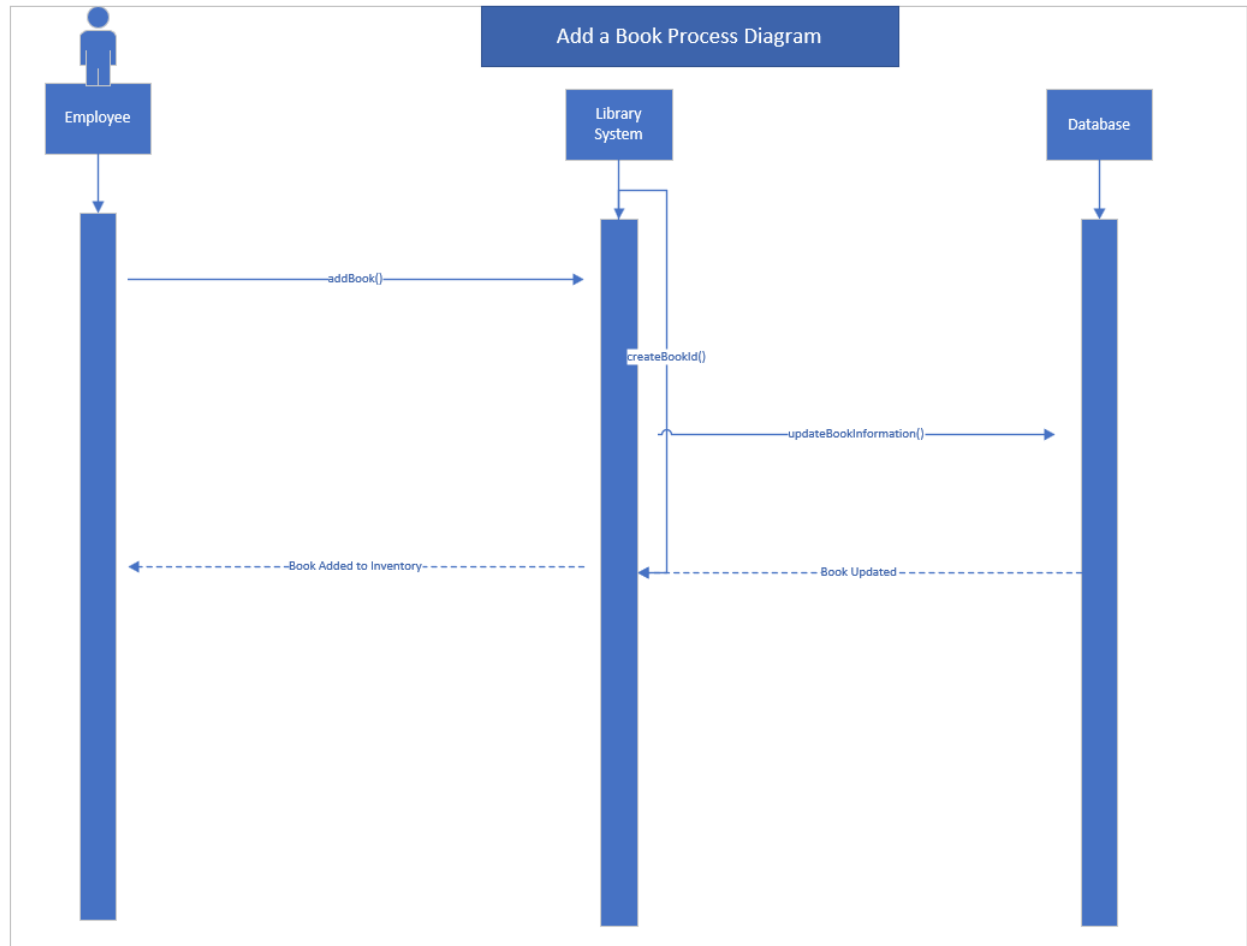 Add a Book Process Diagram
Employee
Library
System
Database
addBook()
createBookId()
updateBookInformation()
Book Added to Inventory
Book Updated